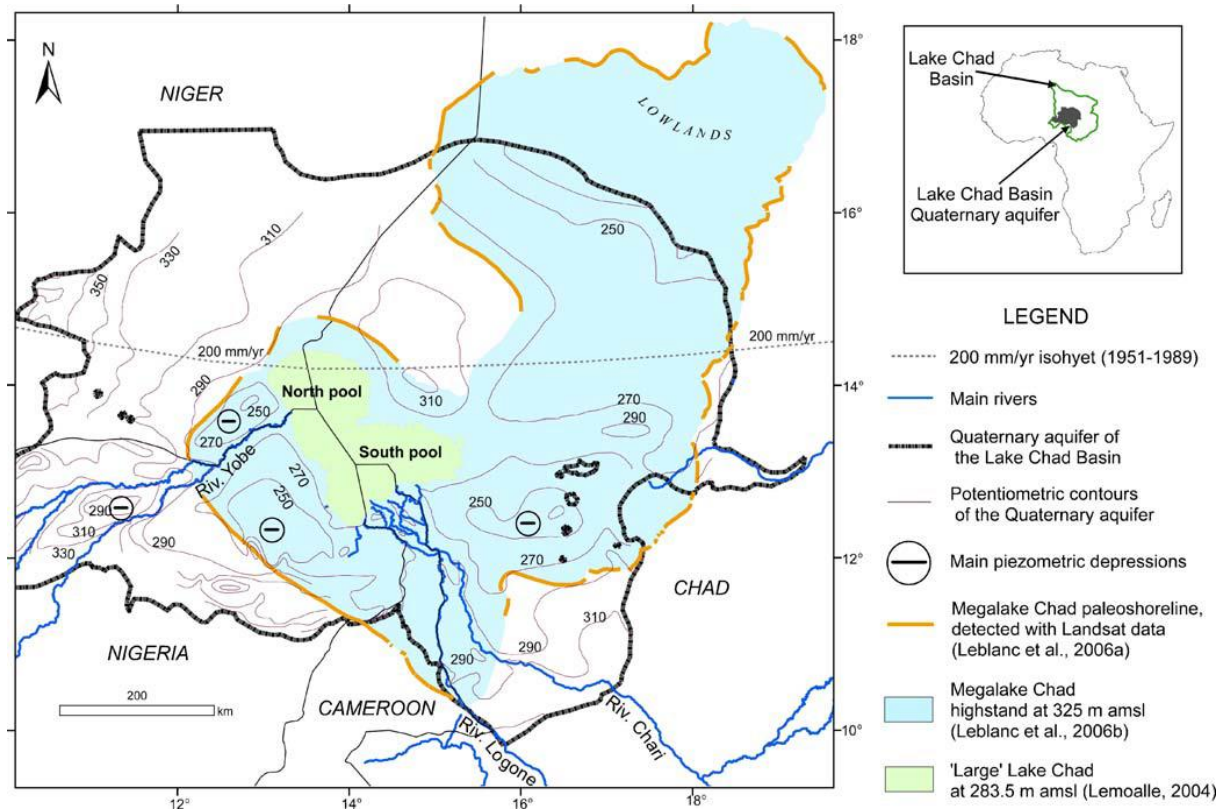 N
NIGER
LOWLANDS
18°
16°
14°
12°
10°
350
330
310
250
200 mm/yr
200 mm/yr
290
North pool
310
270
290
250
270
South pool
Riv. Yobe
270
250
250
290
310
330
290
270
CHAD
310
290
290
NIGERIA
CAMEROON
Riv. Chari
Riv. Logone
200
km
12°
14°
16°
18°
Lake Chad
Basin
Lake Chad Basin
Quaternary aquifer
LEGEND
200 mm/yr isohyet (1951-1989)
Main rivers
Quaternary aquifer of
the Lake Chad Basin
Potentiometric contours
of the Quaternary aquifer
Main piezometric depressions
Megalake Chad paleoshoreline,
detected with Landsat data
(Leblanc et al., 2006a)
Megalake Chad
highstand at 325 m amsl
(Leblanc et al., 2006b)
'Large' Lake Chad
at 283.5 m amsl (Lemoalle, 2004)